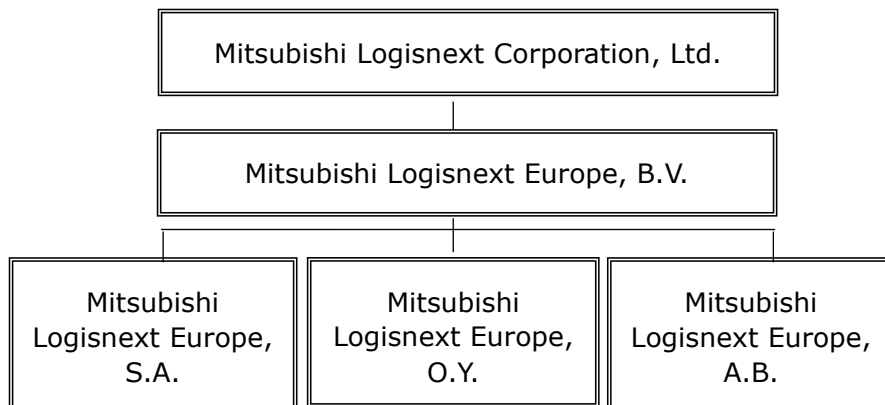 Mitsubishi Logisnext Corporation, Ltd.
Mitsubishi Logisnext Europe, B.V.
Mitsubishi
Logisnext Europe,
S.A.
Mitsubishi
Logisnext Europe,
O.Y.
Mitsubishi
Logisnext Europe,
A.B.